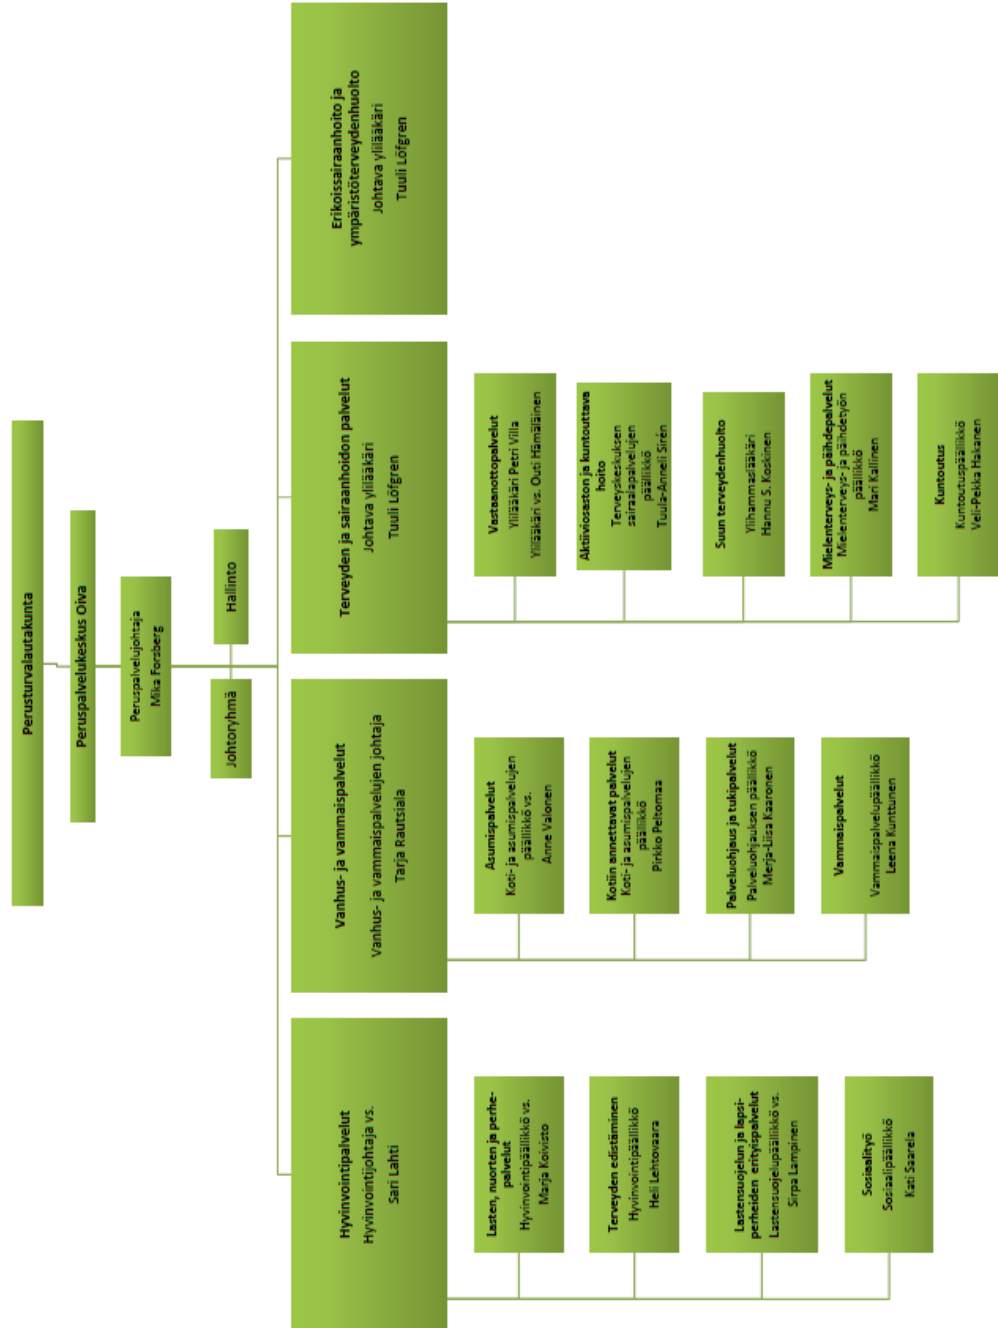 Perusturvalautakunta
Peruspalvelukeskus Oiva
Peruspalvelujohtaja
Mika Forsberg
Johtoryhmä
Hallinto
Hyvinvointipalvelut
Hyvinvointijohtaja vs.
Sari Lahti
Lasten, nuorten ja perhe-
palvelut
Hyvinvointipäällikkö vs.
Marja Koivisto
Terveyden edistäminen
Hyvinvointipäällikkö
Heli Lehtovaara
Lastensuojelun ja lapsi-
perheiden erityispalvelut
Lastensuojelupäällikkö vs.
Sirpa Lampinen
Sosiaalityö
Sosiaalipäällikkö
Kati Saarela
Vanhus- ja vammaispalvelut
Vanhus- ja vammaispalvelujen johtaja
Tarja Rautsiala
Asumispalvelut
Koti- ja asumispalvelujen
päällikkö vs.
Anne Valonen
Kotiin annettavat palvelut
Koti- ja asumispalvelujen
päällikkö
Pirkko Peltomaa
Palveluohjaus ja tukipalvelut
Palveluohjauksen päällikkö
Merja-Liisa Kaaronen
Vammaispalvelut
Vammaispalvelupäällikkö
Leena Kunttunen
Terveyden ja sairaanhoidon palvelut
Johtava ylilääkäri
Tuuli Löfgren
Vastaanottopalvelut
Ylilääkäri Petri Villa
Ylilääkäri vs. Outi Hämäläinen
Aktiiviosaston ja kuntouttava
hoito
Terveyskeskuksen
sairaalapalvelujen
päällikkö
Tuula-Anneli Sirén
Suun terveydenhuolto
Ylihammaslääkäri
Hannu S. Koskinen
Mielenterveys- ja päihdepalvelut
Mielenterveys- ja päihdetyön
päällikkö
Mari Kallinen
Kuntoutus
Kuntoutuspäällikkö
Veli-Pekka Hakanen
Erikoissairaanhoito ja
ympäristöterveydenhuolto
Johtava ylilääkäri
Tuuli Löfgren